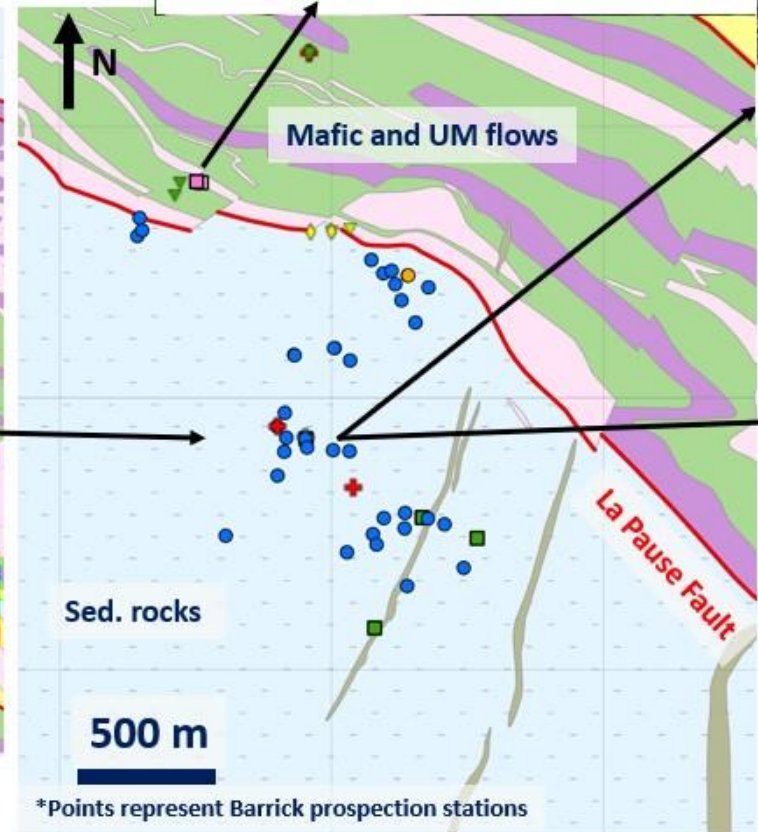 N
Mafic and UM flows
La Pause Fault
Sed. rocks
500 m
*Points represent Barrick prospection stations